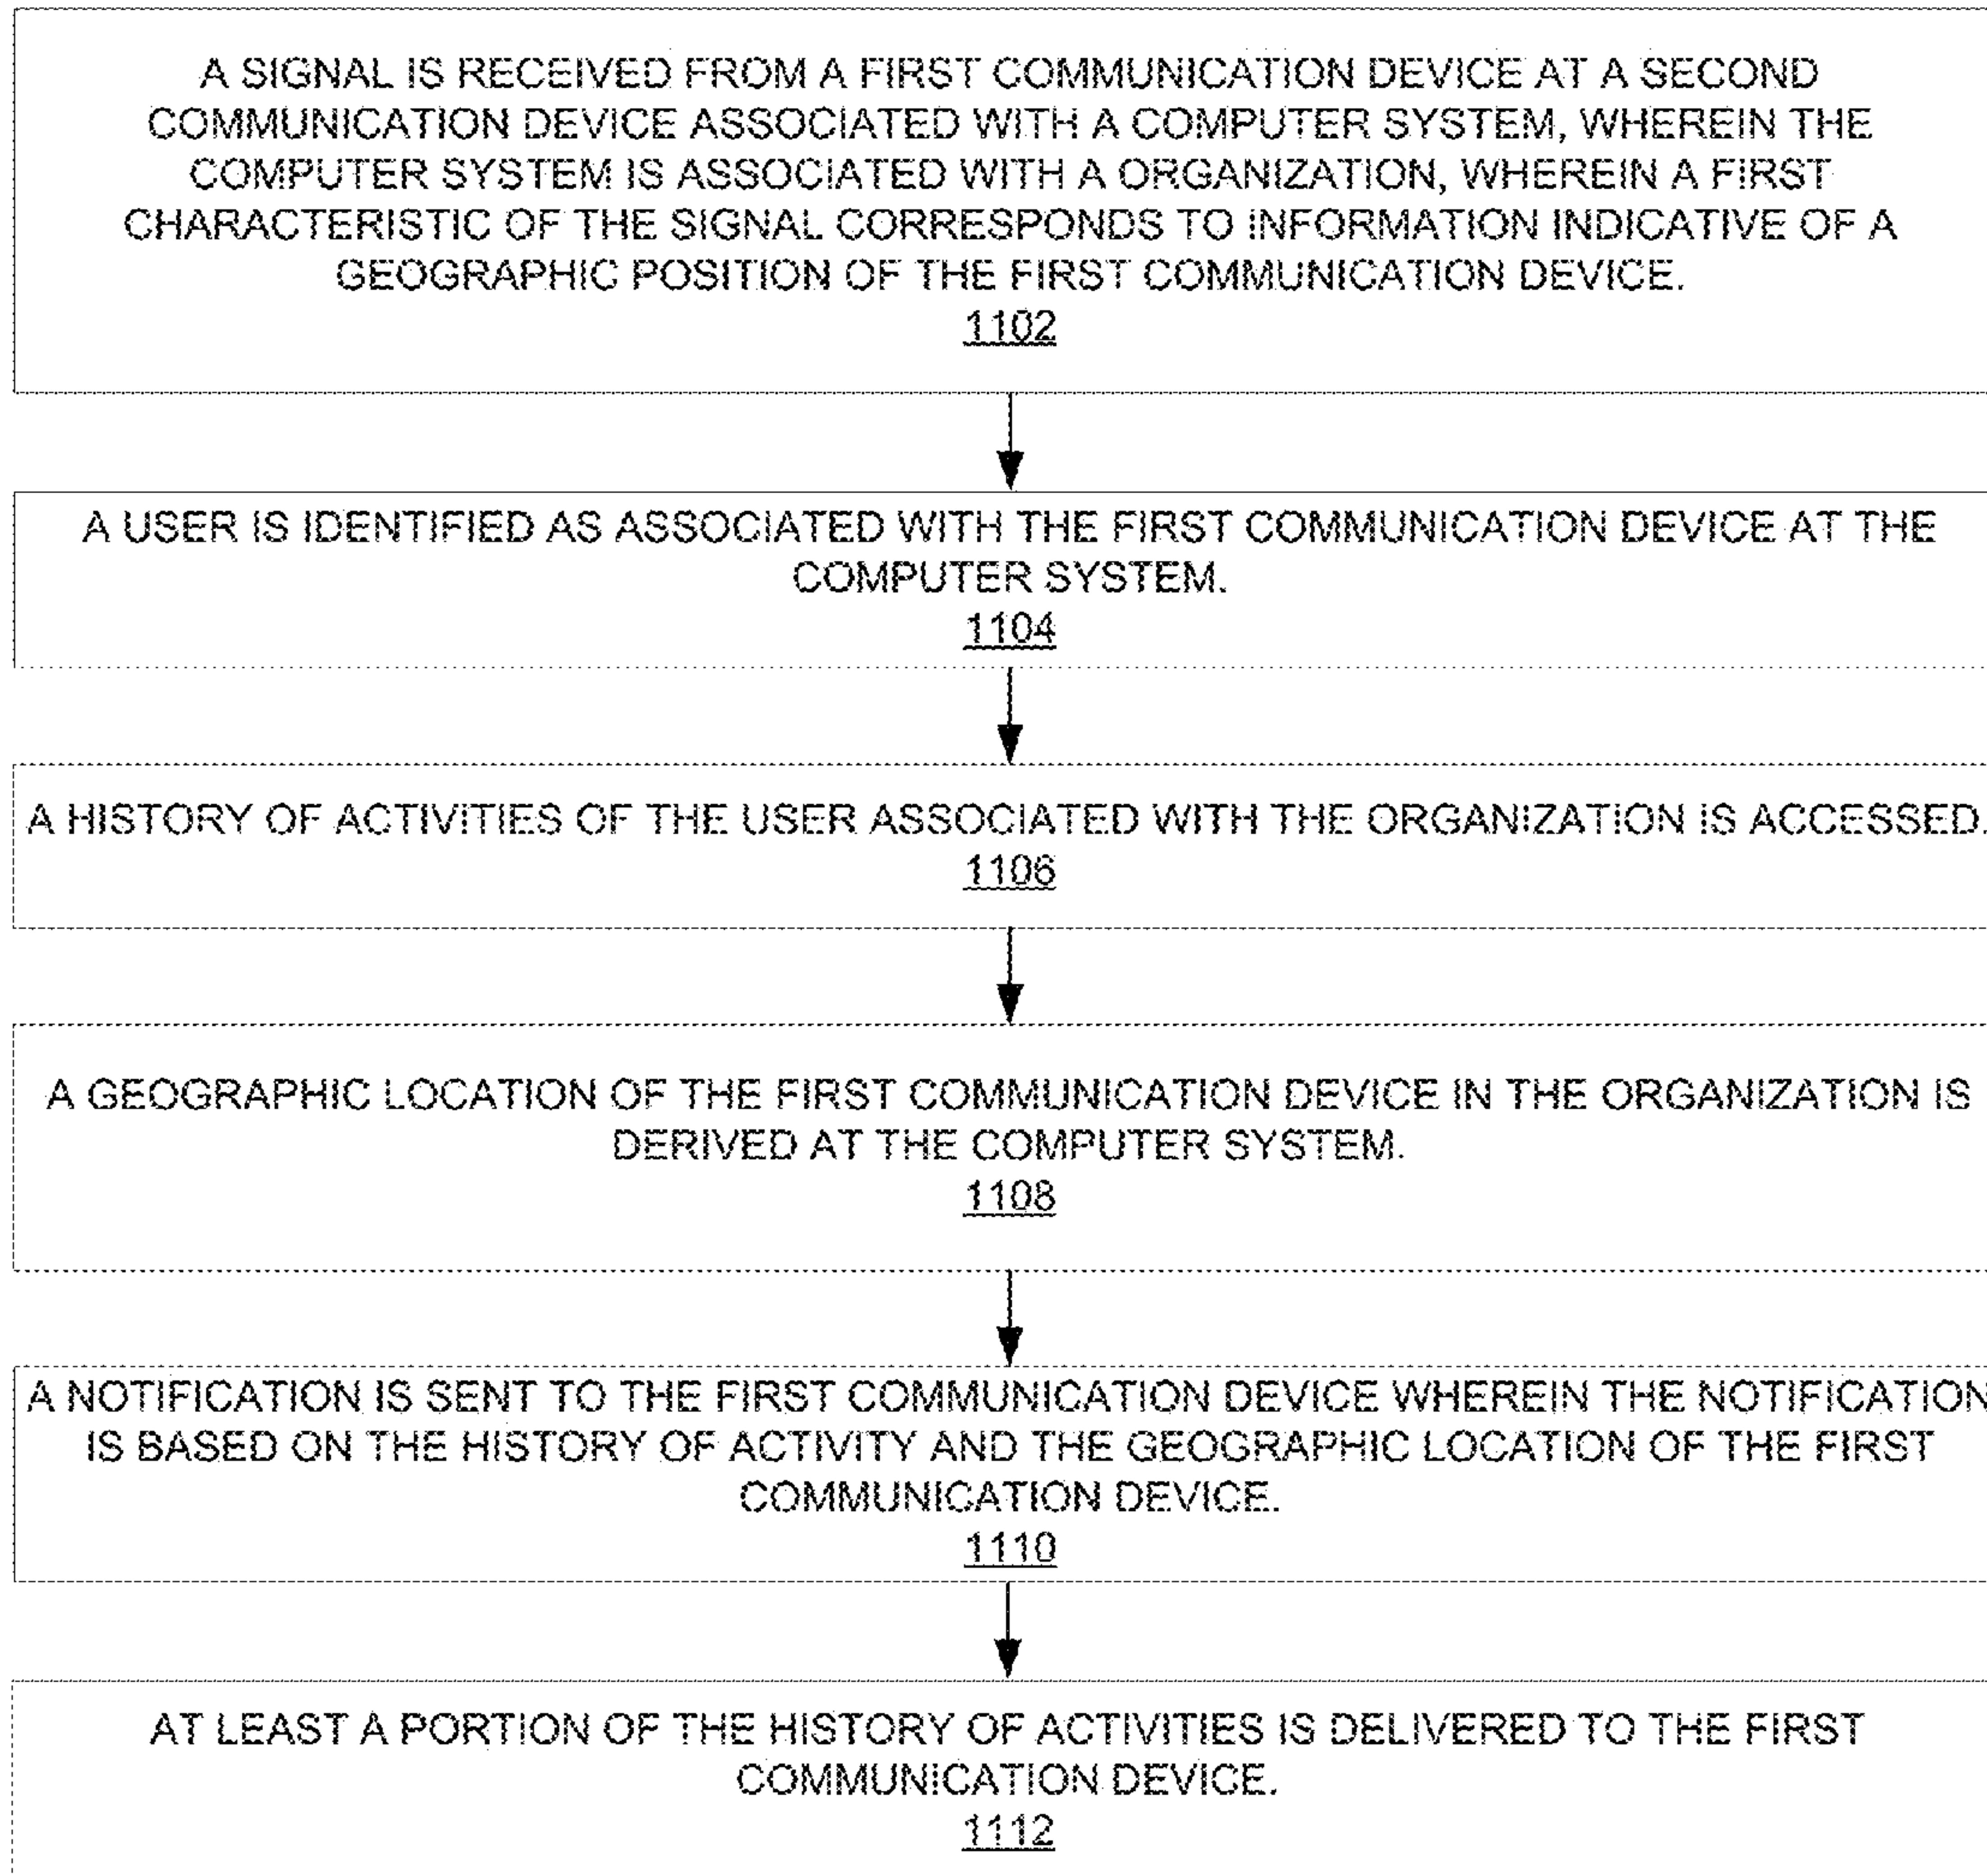 A SIGNAL IS RECEIVED FROM A FIRST COMMUNICATION DEVICE AT A SECOND
COMMUNICATION DEVICE ASSOCIATED WITH A COMPUTER SYSTEM, WHEREIN THE
COMPUTER SYSTEM IS ASSOCIATED WITH A ORGANIZATION, WHEREIN A FIRST
CHARACTERISTIC OF THE SIGNAL CORRESPONDS TO INFORMATION INDICATIVE OF A
GEOGRAPHIC POSITION OF THE FIRST COMMUNICATION DEVICE.
1102
A USER IS IDENTIFIED AS ASSOCIATED WITH THE FIRST COMMUNICATION DEVICE AT THE
COMPUTER SYSTEM.
1104
A HISTORY OF ACTIVITIES OF THE USER ASSOCIATED WITH THE ORGANIZATION IS ACCESSED.
1106
A GEOGRAPHIC LOCATION OF THE FIRST COMMUNICATION DEVICE IN THE ORGANIZATION IS
DERIVED AT THE COMPUTER SYSTEM.
1108
A NOTIFICATION IS SENT TO THE FIRST COMMUNICATION DEVICE WHEREIN THE NOTIFICATION
IS BASED ON THE HISTORY OF ACTIVITY AND THE GEOGRAPHIC LOCATION OF THE FIRST
COMMUNICATION DEVICE.
1110
AT LEAST A PORTION OF THE HISTORY OF ACTIVITIES IS DELIVERED TO THE FIRST
COMMUNICATION DEVICE.
1112